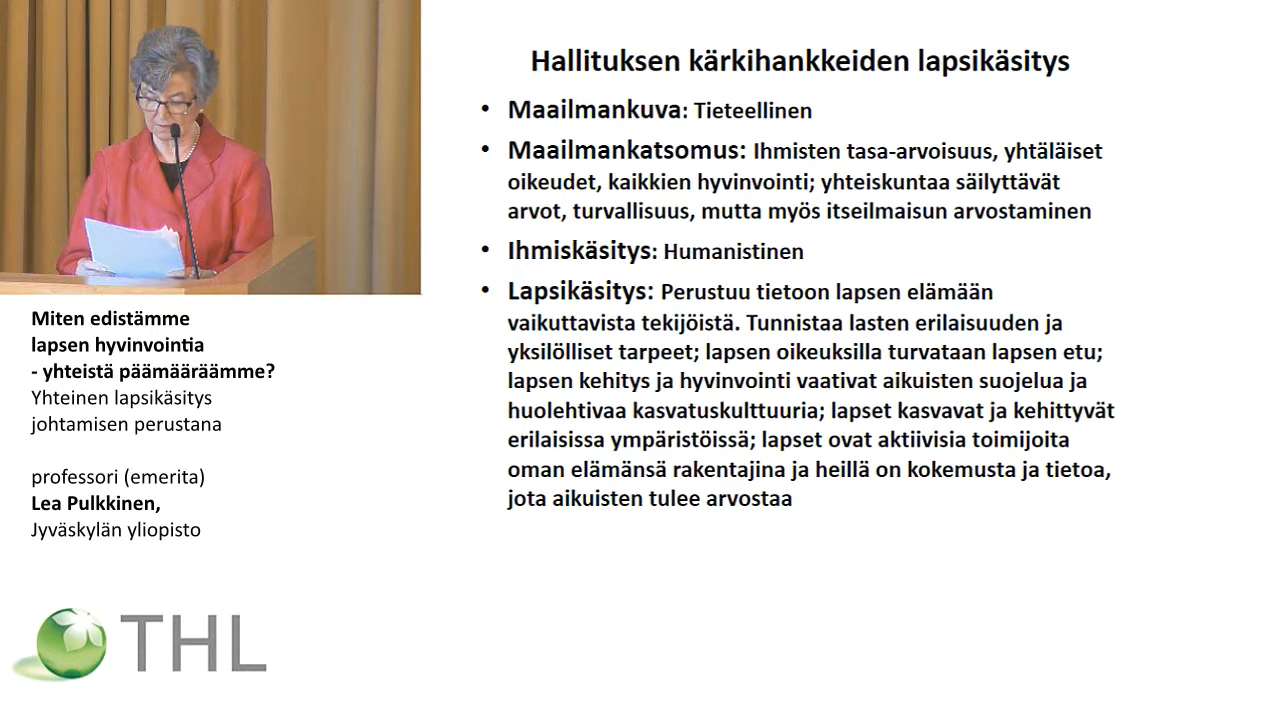 Hallituksen kärkihankkeiden lapsikäsitys
• Maailmankuva: Tieteellinen
• Maailmankatsomus: Ihmisten tasa-arvoisuus, yhtäläiset
oikeudet, kaikkien hyvinvointi; yhteiskuntaa säilyttävät
arvot, turvallisuus, mutta myös itseilmaisun arvostaminen
• Ihmiskäsitys: Humanistinen
• Lapsikäsitys: Perustuu tietoon lapsen elämään
vaikuttavista tekijöistä. Tunnistaa lasten erilaisuuden ja
yksilölliset tarpeet; lapsen oikeuksilla turvataan lapsen etu;
lapsen kehitys ja hyvinvointi vaativat aikuisten suojelua ja
huolehtivaa kasvatuskulttuuria; lapset kasvavat ja kehittyvät
erilaisissa ympäristöissä; lapset ovat aktiivisia toimijoita
oman elämänsä rakentajina ja heillä on kokemusta ja tietoa,
jota aikuisten tulee arvostaa
Miten edistämme
lapsen hyvinvointia
- yhteistä päämääräämme?
Yhteinen lapsikäsitys
johtamisen perustana
professori (emerita)
Lea Pulkkinen,
Jyväskylän yliopisto
THL